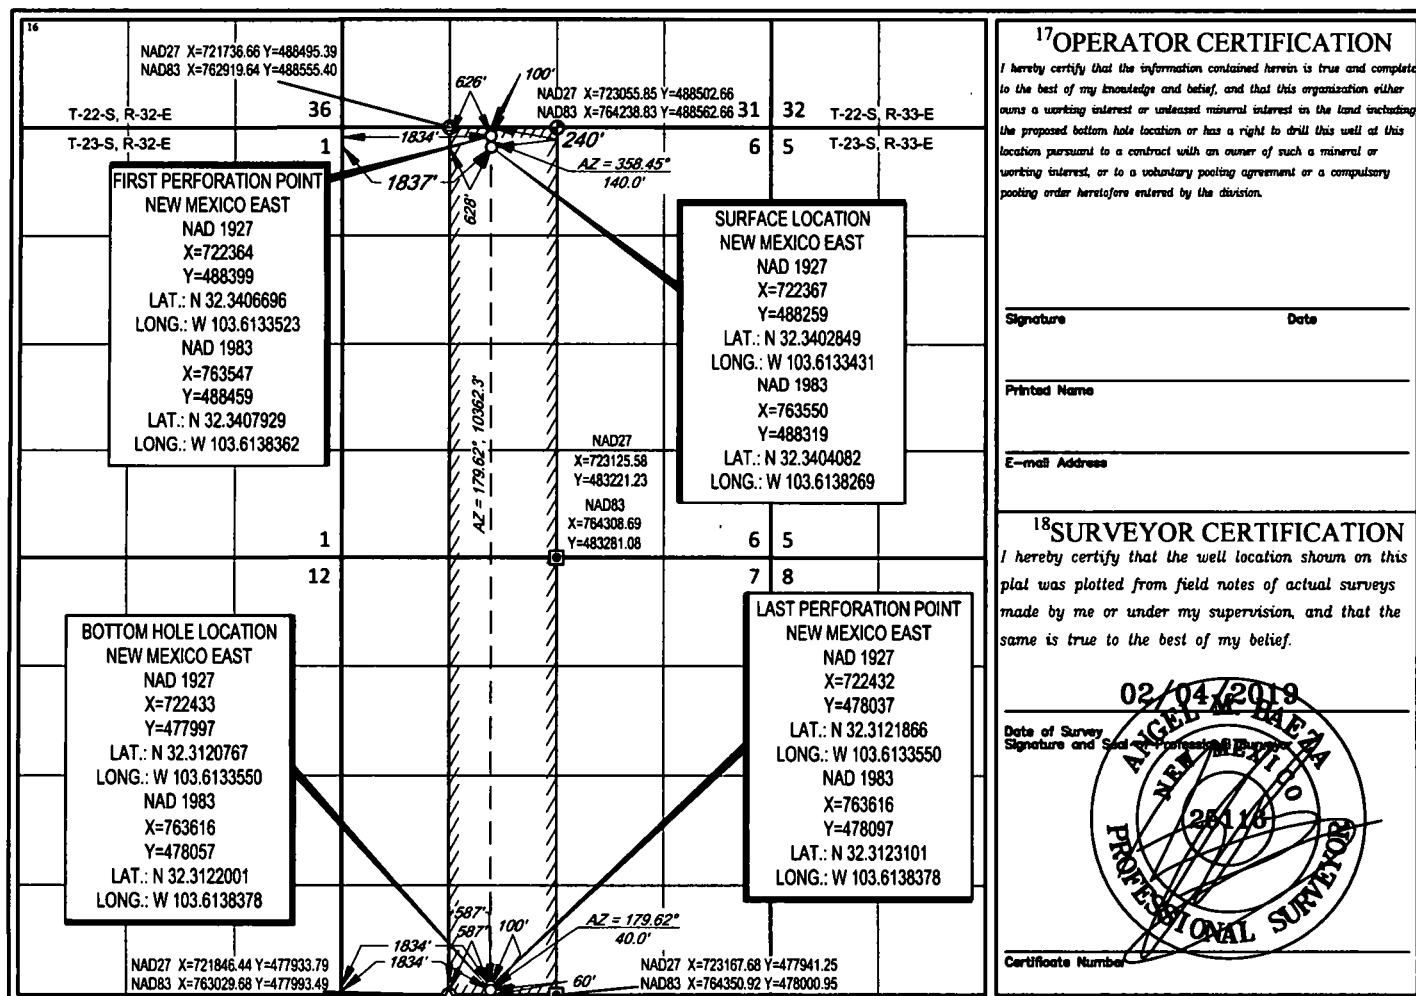 16
NAD27 X=721736.66 Y=488495.39
NAD83 X=762919.64 Y=488555.40
626'
100'
NAD27 X=723055.85 Y=488502.66
NAD83 X=764238.83 Y=488562.66
T-22-S, R-32-E
36
31
32
T-22-S, R-33-E
T-23-S, R-32-E
1
1834'
240'
6
5
T-23-S, R-33-E
1837'
628'
AZ = 358.45°
140.0'
FIRST PERFORATION POINT
NEW MEXICO EAST
NAD 1927
X=722364
Y=488399
LAT.: N 32.3406696
LONG.: W 103.6133523
NAD 1983
X=763547
Y=488459
LAT.: N 32.3407929
LONG.: W 103.6138362
SURFACE LOCATION
NEW MEXICO EAST
NAD 1927
X=722367
Y=488259
LAT.: N 32.3402849
LONG.: W 103.6133431
NAD 1983
X=763550
Y=488319
LAT.: N 32.3404082
LONG.: W 103.6138269
AZ = 179.62°, 10362.3'
NAD27
X=723125.58
Y=483221.23
NAD83
X=764308.69
Y=483281.08
1
6
5
12
7
8
BOTTOM HOLE LOCATION
NEW MEXICO EAST
NAD 1927
X=722433
Y=477997
LAT.: N 32.3120767
LONG.: W 103.6133550
NAD 1983
X=763616
Y=478057
LAT.: N 32.3122001
LONG.: W 103.6138378
LAST PERFORATION POINT
NEW MEXICO EAST
NAD 1927
X=722432
Y=478037
LAT.: N 32.3121866
LONG.: W 103.6133550
NAD 1983
X=763616
Y=478097
LAT.: N 32.3123101
LONG.: W 103.6138378
587'
587'
100'
AZ = 179.62°
40.0'
1834'
1834'
60'
NAD27 X=721846.44 Y=477933.79
NAD83 X=763029.68 Y=477993.49
NAD27 X=723167.68 Y=477941.25
NAD83 X=764350.92 Y=478000.95
17 OPERATOR CERTIFICATION
I hereby certify that the information contained herein is true and complete
to the best of my knowledge and belief, and that this organization either
owns a working interest or unleased mineral interest in the land including
the proposed bottom hole location or has a right to drill this well at this
location pursuant to a contract with an owner of such a mineral or
working interest, or to a voluntary pooling agreement or a compulsory
pooling order heretofore entered by the division.
Signature Date
Printed Name
E-mail Address
18 SURVEYOR CERTIFICATION
I hereby certify that the well location shown on this
plat was plotted from field notes of actual surveys
made by me or under my supervision, and that the
same is true to the best of my belief.
02/04/2019
Date of Survey
Signature and Seal of Professional Surveyor
ANGEL M. BAEZA
NEW MEXICO
25116
PROFESSIONAL SURVEYOR
Certificate Number